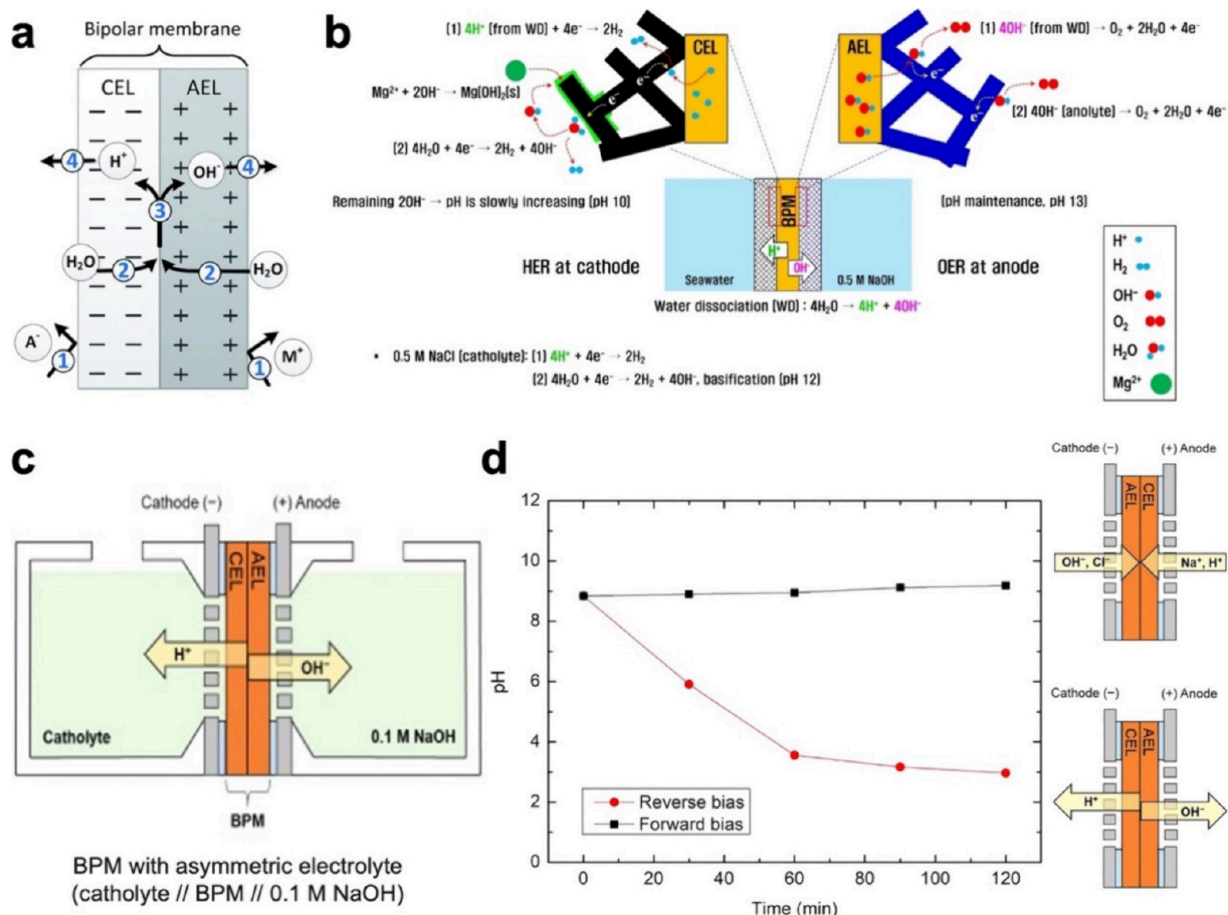 a
Bipolar membrane
CEL AEL
4 H⁺ OH⁻ 4
3
H₂O 2 2 H₂O
A⁻ M⁺
1 1
b
[1] 4H⁺ (from WD) + 4e⁻ → 2H₂
CEL
e⁻
e⁻
Mg²⁺ + 2OH⁻ → Mg(OH)₂(s)
[2] 4H₂O + 4e⁻ → 2H₂ + 4OH⁻
AEL
[1] 4OH⁻ (from WD) → O₂ + 2H₂O + 4e⁻
e⁻
e⁻
[2] 4OH⁻ (anolyte) → O₂ + 2H₂O + 4e⁻
Remaining 2OH⁻ → pH is slowly increasing (pH 10)
(pH maintenance, pH 13)
BPM
HER at cathode
H⁺
OH⁻
OER at anode
Seawater
0.5 M NaOH
Water dissociation (WD) : 4H₂O → 4H⁺ + 4OH⁻
• 0.5 M NaCl (catholyte): [1] 4H⁺ + 4e⁻ → 2H₂
[2] 4H₂O + 4e⁻ → 2H₂ + 4OH⁻, basification (pH 12)
H⁺
H₂
OH⁻
O₂
H₂O
Mg²⁺
c
Cathode (−) (+) Anode
CEL AEL
H⁺
OH⁻
Catholyte
0.1 M NaOH
BPM
BPM with asymmetric electrolyte
(catholyte // BPM // 0.1 M NaOH)
d
12
10
8
6
4
2
0
pH
0 20 40 60 80 100 120
Time (min)
Reverse bias
Forward bias
Cathode (−) (+) Anode
AEL CEL
OH⁻, Cl⁻ Na⁺, H⁺
Cathode (−) (+) Anode
CEL AEL
H⁺
OH⁻